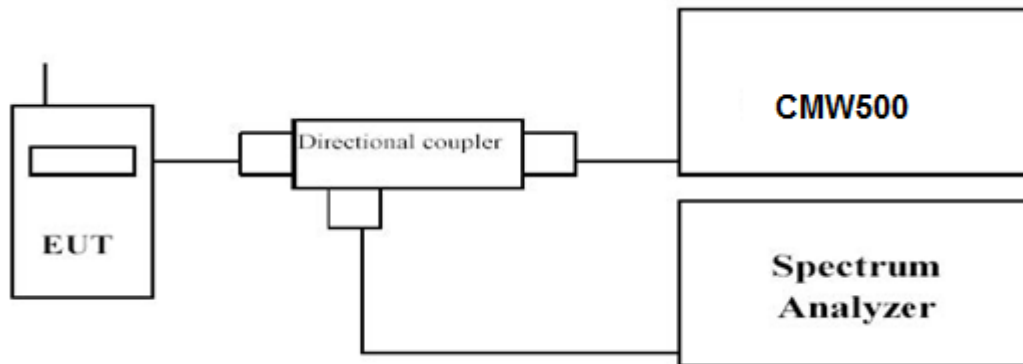 CMW500
Directional coupler
EUT
Spectrum
Analyzer